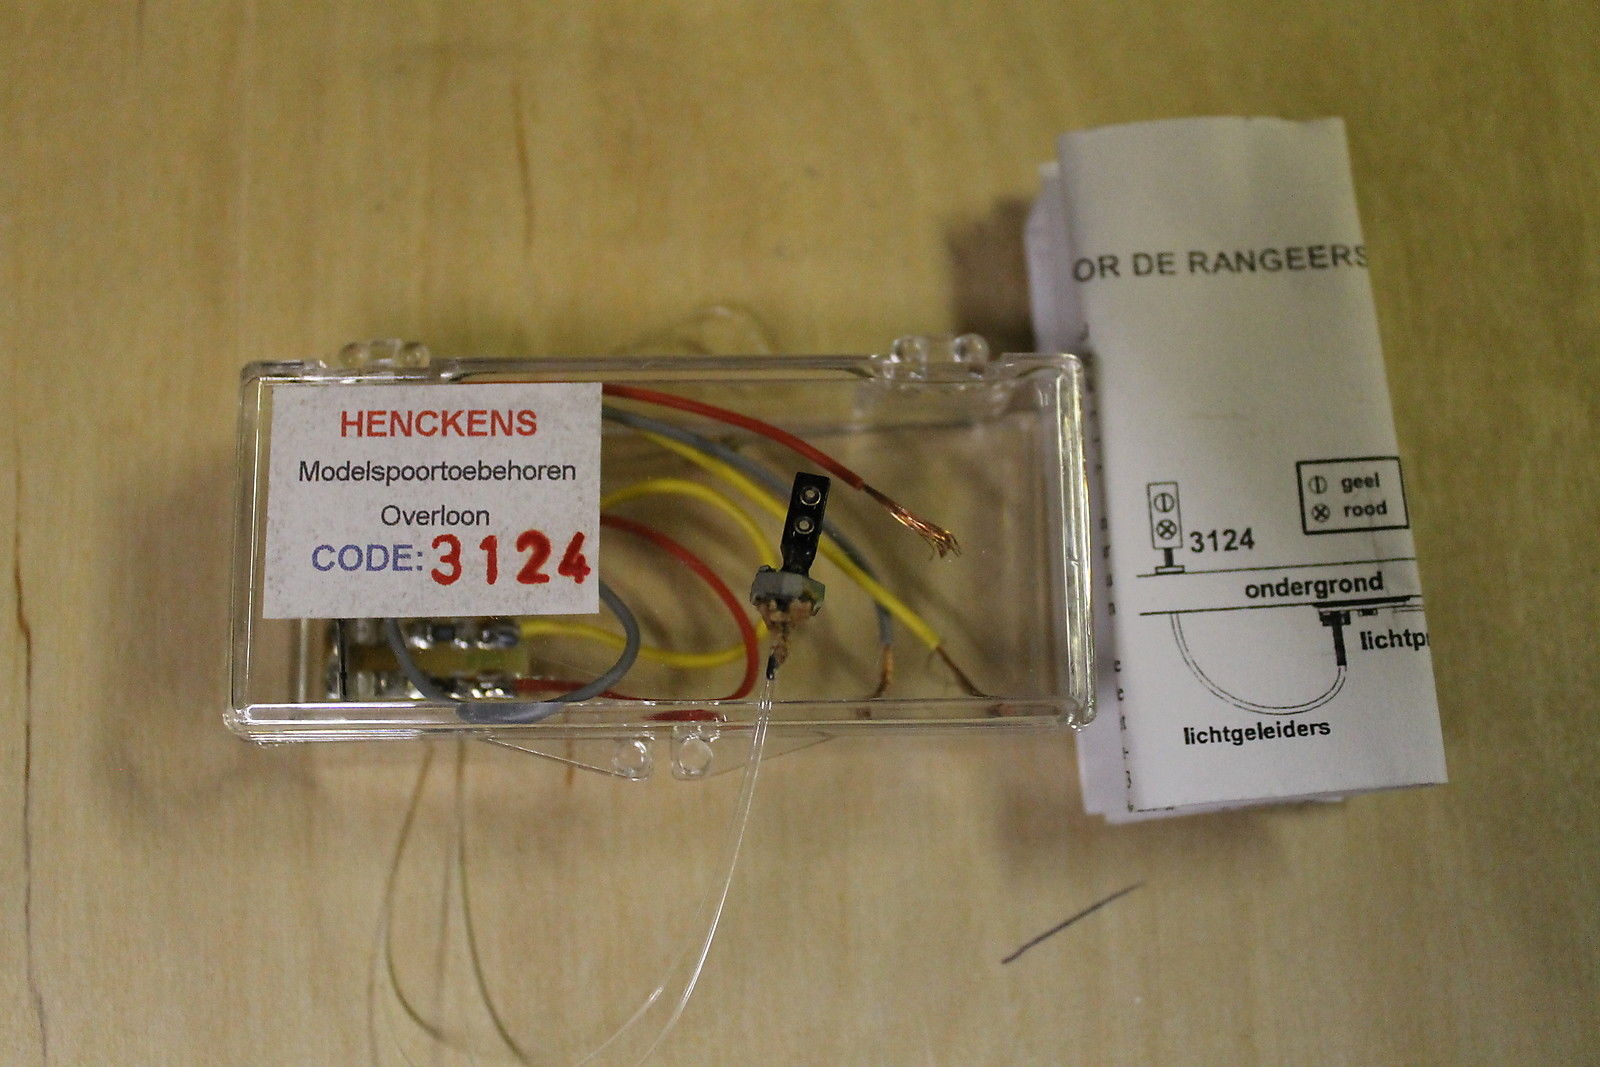 HENCKENS
Modelspoortoebehoren
Overloon
CODE: 3124
OR DE RANGEERS
geel
rood
3124
ondergrond
lichtp
lichtgeleiders